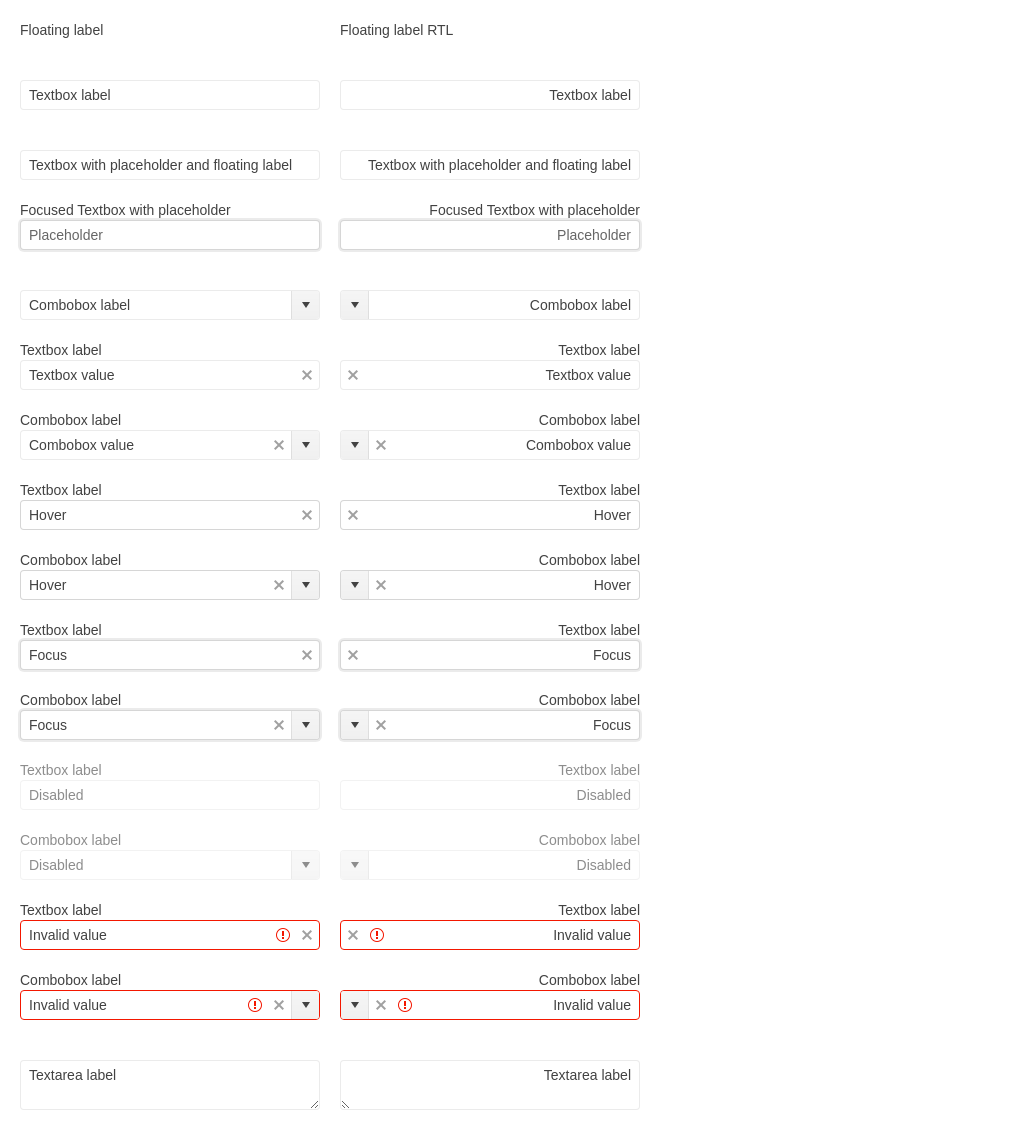 Floating label
Floating label RTL
Textbox label
Textbox label
Textbox with placeholder and floating label
Textbox with placeholder and floating label
Focused Textbox with placeholder
Focused Textbox with placeholder
Placeholder
Placeholder
Combobox label
Combobox label
Textbox label
Textbox label
Textbox value
Textbox value
Combobox label
Combobox label
Combobox value
Combobox value
Textbox label
Textbox label
Hover
Hover
Combobox label
Combobox label
Hover
Hover
Textbox label
Textbox label
Focus
Focus
Combobox label
Combobox label
Focus
Focus
Textbox label
Textbox label
Disabled
Disabled
Combobox label
Combobox label
Disabled
Disabled
Textbox label
Textbox label
Invalid value
Invalid value
Combobox label
Combobox label
Invalid value
Invalid value
Textarea label
Textarea label